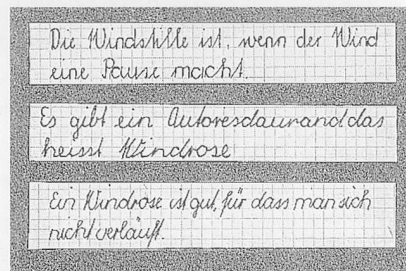 Die Windstille ist, wenn der Wind
eine Pause macht.
Es gibt ein Autoresdaurand das
heisst Windrose
Ein Windrose ist gut, für dass man sich
nicht verläuft.